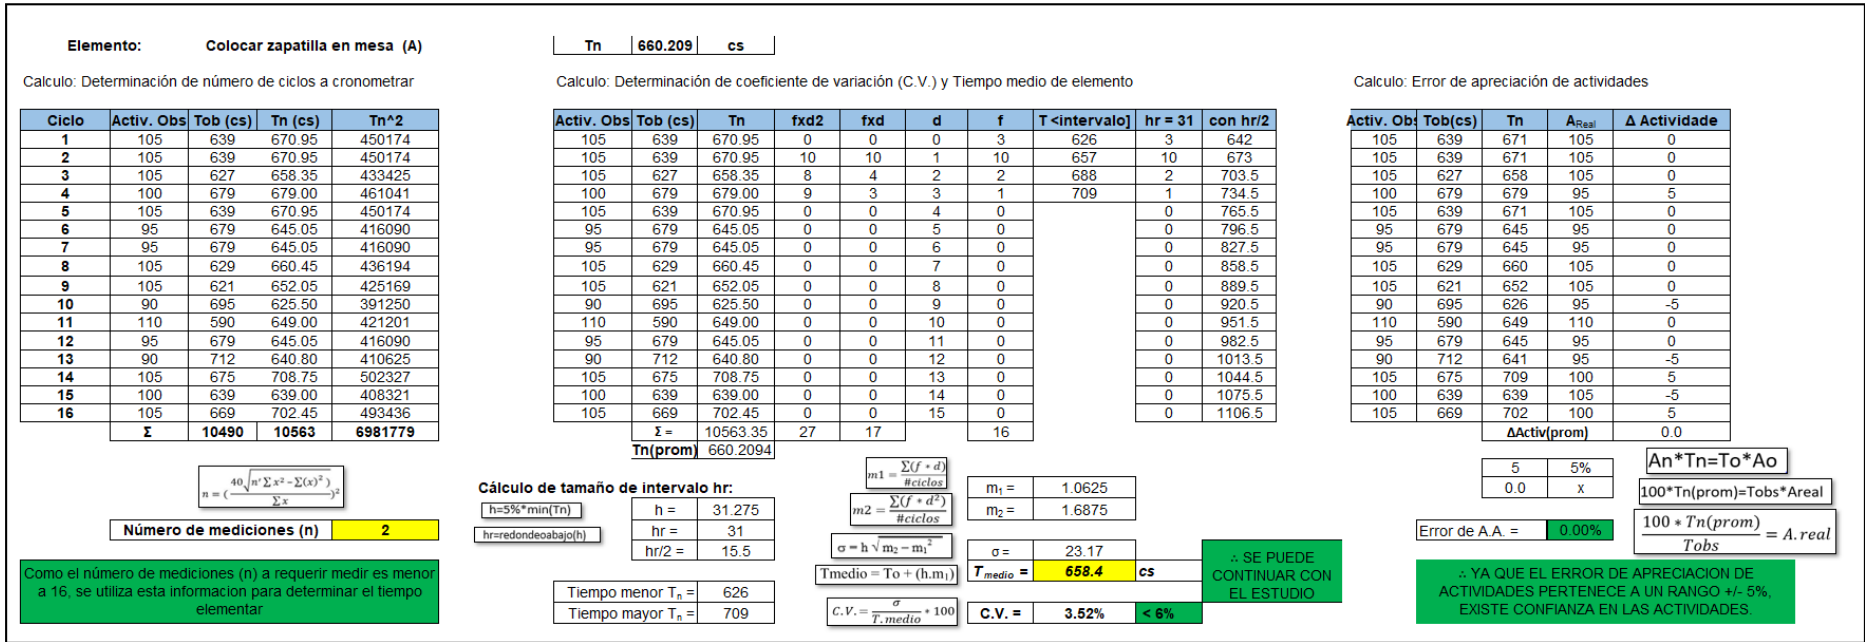 Elemento: Colocar zapatilla en mesa (A) Tn 660.209 cs
Calculo: Determinación de número de ciclos a cronometrar
Ciclo Activ. Obs Tob (cs) Tn (cs) Tn^2
1 105 639 670.95 450174
2 105 639 670.95 450174
3 105 627 658.35 433425
4 100 679 679.00 461041
5 105 639 670.95 450174
6 95 679 645.05 416090
7 95 679 645.05 416090
8 105 629 660.45 436194
9 105 621 652.05 425169
10 90 695 625.50 391250
11 110 590 649.00 421201
12 95 679 645.05 416090
13 90 712 640.80 410625
14 105 675 708.75 502327
15 100 639 639.00 408321
16 105 669 702.45 493436
Σ 10490 10563 6981779
n = ( 40√(n'Σx² − Σ(x)²) / Σx )²
Número de mediciones (n) 2
Como el número de mediciones (n) a requerir medir es menor
a 16, se utiliza esta informacion para determinar el tiempo
elementar
Calculo: Determinación de coeficiente de variación (C.V.) y Tiempo medio de elemento
Activ. Obs Tob (cs) Tn fxd2 fxd d f T <intervalo] hr = 31 con hr/2
105 639 670.95 0 0 0 3 626 3 642
105 639 670.95 10 10 1 10 657 10 673
105 627 658.35 8 4 2 2 688 2 703.5
100 679 679.00 9 3 3 1 709 1 734.5
105 639 670.95 0 0 4 0 0 765.5
95 679 645.05 0 0 5 0 0 796.5
95 679 645.05 0 0 6 0 0 827.5
105 629 660.45 0 0 7 0 0 858.5
105 621 652.05 0 0 8 0 0 889.5
90 695 625.50 0 0 9 0 0 920.5
110 590 649.00 0 0 10 0 0 951.5
95 679 645.05 0 0 11 0 0 982.5
90 712 640.80 0 0 12 0 0 1013.5
105 675 708.75 0 0 13 0 0 1044.5
100 639 639.00 0 0 14 0 0 1075.5
105 669 702.45 0 0 15 0 0 1106.5
Σ = 10563.35 27 17 16
Tn(prom) 660.2094
Cálculo de tamaño de intervalo hr:
h=5%*min(Tn) h = 31.275
hr=redondeoabajo(h) hr = 31
hr/2 = 15.5
Tiempo menor Tn = 626
Tiempo mayor Tn = 709
m1 = Σ(f * d) / #ciclos
m₁ = 1.0625
m2 = Σ(f * d²) / #ciclos
m₂ = 1.6875
σ = h √(m₂ − m₁²)
σ = 23.17
Tmedio = To + (h.m₁)
Tmedio = 658.4 cs
C.V. = σ / T.medio * 100
C.V. = 3.52% < 6%
∴ SE PUEDE
CONTINUAR CON
EL ESTUDIO
Calculo: Error de apreciación de actividades
Activ. Obs Tob(cs) Tn AReal Δ Actividade
105 639 671 105 0
105 639 671 105 0
105 627 658 105 0
100 679 679 95 5
105 639 671 105 0
95 679 645 95 0
95 679 645 95 0
105 629 660 105 0
105 621 652 105 0
90 695 626 95 -5
110 590 649 110 0
95 679 645 95 0
90 712 641 95 -5
105 675 709 100 5
100 639 639 105 -5
105 669 702 100 5
ΔActiv(prom) 0.0
5 5%
0.0 x
Error de A.A. = 0.00%
An*Tn=To*Ao
100*Tn(prom)=Tobs*Areal
100 * Tn(prom) / Tobs = A.real
∴ YA QUE EL ERROR DE APRECIACION DE
ACTIVIDADES PERTENECE A UN RANGO +/- 5%,
EXISTE CONFIANZA EN LAS ACTIVIDADES.